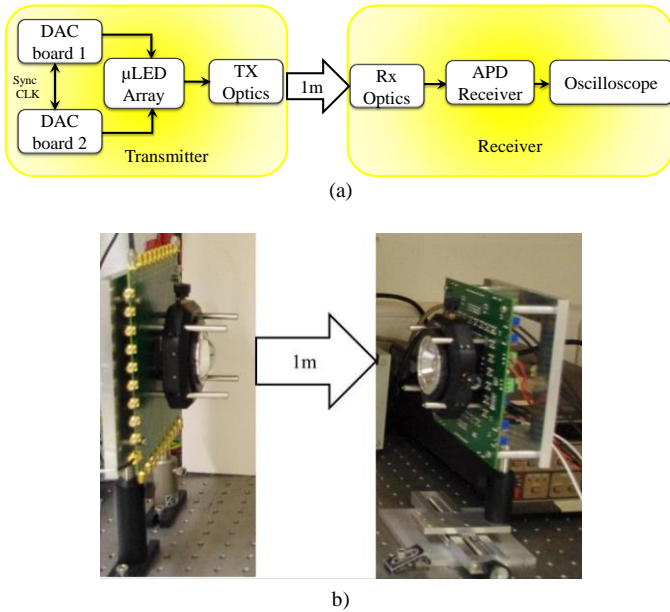 DAC
board 1
Sync
CLK
DAC
board 2
µLED
Array
TX
Optics
Transmitter
1m
Rx
Optics
APD
Receiver
Oscilloscope
Receiver
(a)
1m
b)